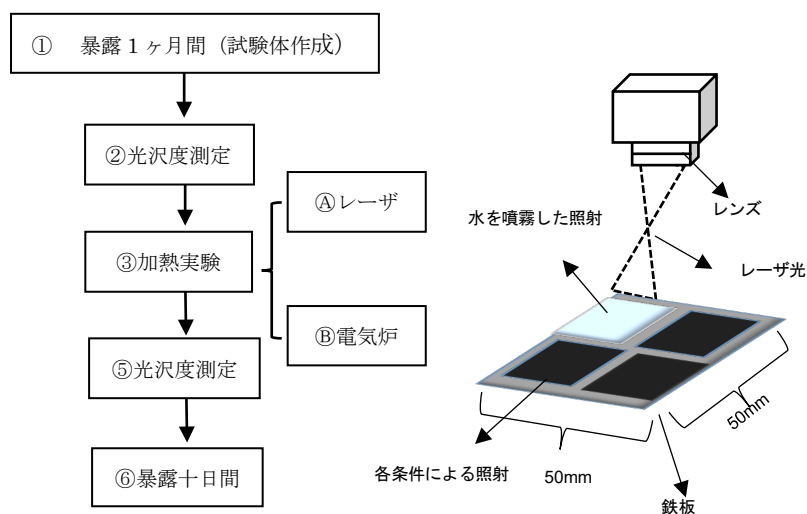 ① 暴露１ヶ月間（試験体作成）
②光沢度測定
Ⓐレーザ
③加熱実験
Ⓑ電気炉
⑤光沢度測定
⑥暴露十日間
レンズ
水を噴霧した照射
レーザ光
50mm
各条件による照射
50mm
鉄板